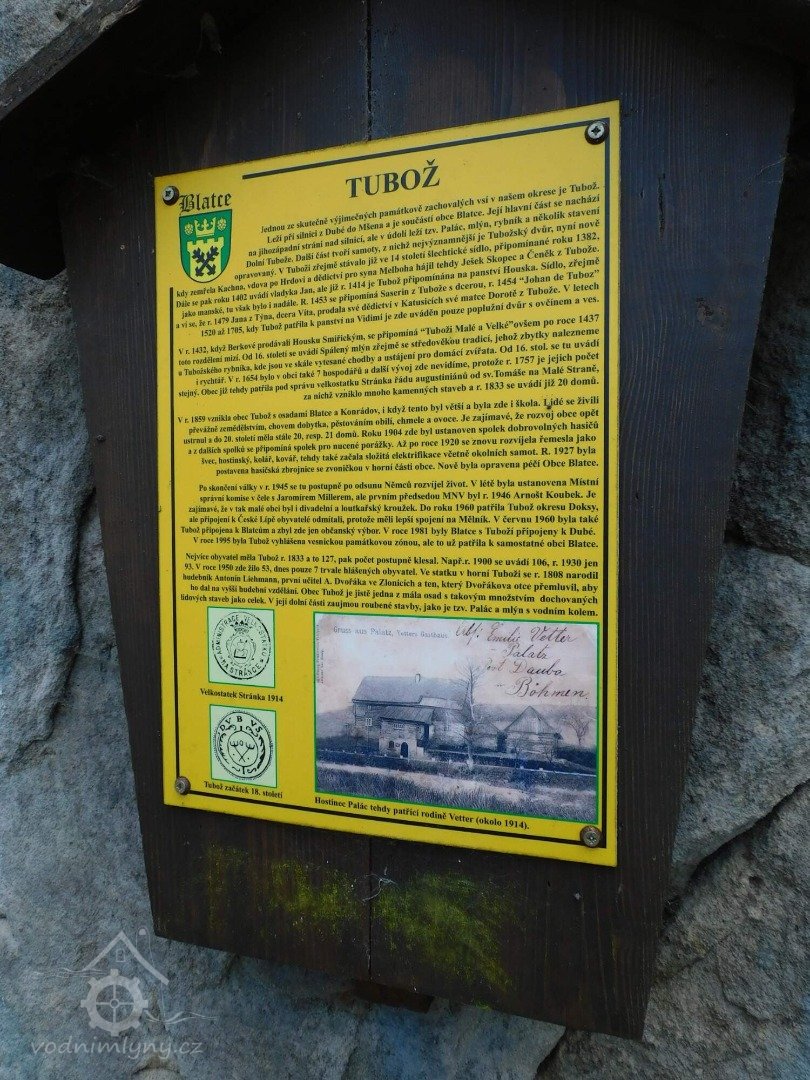 TUBOŽ
Blatce
Jednou ze skutečně výjimečných památkově zachovalých vsí v našem okrese je Tubož.
Leží při silnici z Dubé do Mšena a je součástí obce Blatce. Její hlavní část se nachází
na jihozápadní stráni nad silnicí, ale v údolí leží tzv. Palác, mlýn, rybník a několik stavení
Dolní Tubože. Další část tvoří samoty, z nichž nejvýznamnější je Tubožský dvůr, nyní nově
opravovaný. V Tuboži zřejmě stávalo již ve 14 století šlechtické sídlo, připomínané roku 1382,
kdy zemřela Kachna, vdova po Hrdovi a dědictví pro syna Melboha hájil tehdy Ješek Skopec a Čeněk z Tubože.
Dále se pak roku 1402 uvádí vladyka Jan, ale již r. 1414 je Tubož připomínána na panství Houska. Sídlo, zřejmě
jako manské, tu však bylo i nadále. R. 1453 se připomíná Saserin z Tubože s dcerou, r. 1454 "Johan de Tuboz"
a ví se, že r. 1479 Jana z Týna, dcera Víta, prodala své dědictví v Katusicích své matce Dorotě z Tubože. V letech
1520 až 1705, kdy Tubož patřila k panství na Vidimi je zde uváděn pouze poplužní dvůr s ovčínem a ves.
V r. 1432, když Berkové prodávali Housku Smiřickým, se připomíná “Tuboží Malé a Velké”ovšem po roce 1437
toto rozdělení mizí. Od 16. století se uvádí Spálený mlýn zřejmě se středověkou tradicí, jehož zbytky nalezneme
u Tubožského rybníka, kde jsou ve skále vytesané chodby a ustájení pro domácí zvířata. Od 16. stol. se tu uvádí
i rychtář. V r. 1654 bylo v obci také 7 hospodářů a další vývoj zde nevidíme, protože r. 1757 je jejich počet
stejný. Obec již tehdy patřila pod správu velkostatku Stránka řádu augustiniánů od sv.Tomáše na Malé Straně,
za nichž vzniklo mnoho kamenných staveb a r. 1833 se uvádí již 20 domů.
V r. 1859 vznikla obec Tubož s osadami Blatce a Konrádov, i když tento byl větší a byla zde i škola. Lidé se živili
převážně zemědělstvím, chovem dobytka, pěstováním obilí, chmele a ovoce. Je zajímavé, že rozvoj obce opět
ustrnul a do 20. století měla stále 20, resp. 21 domů. Roku 1904 zde byl ustanoven spolek dobrovolných hasičů
a z dalších spolků se připomíná spolek pro nucené porážky. Až po roce 1920 se znovu rozvíjela řemesla jako
švec, hostinský, kolář, kovář, tehdy také začala složitá elektrifikace včetně okolních samot. R. 1927 byla
postavena hasičská zbrojnice se zvoničkou v horní části obce. Nově byla opravena péčí Obce Blatce.
Po skončení války v r. 1945 se tu postupně po odsunu Němců rozvíjel život. V létě byla ustanovena Místní
správní komise v čele s Jaromírem Millerem, ale prvním předsedou MNV byl r. 1946 Arnošt Koubek. Je
zajímavé, že v tak malé obci byl i divadelní a loutkařský kroužek. Do roku 1960 patřila Tubož okresu Doksy,
ale připojení k České Lípě obyvatelé odmítali, protože měli lepší spojení na Mělník. V červnu 1960 byla také
Tubož připojena k Blatcům a zbyl zde jen občanský výbor. V roce 1981 byly Blatce s Tuboží připojeny k Dubé.
V roce 1995 byla Tubož vyhlášena vesnickou památkovou zónou, ale to už patřila k samostatné obci Blatce.
Nejvíce obyvatel měla Tubož r. 1833 a to 127, pak počet postupně klesal. Např.r. 1900 se uvádí 106, r. 1930 jen
93. V roce 1950 zde žilo 53, dnes pouze 7 trvale hlášených obyvatel. Ve statku v horní Tuboži se r. 1808 narodil
hudebník Antonín Liehmann, první učitel A. Dvořáka ve Zlonicích a ten, který Dvořákova otce přemluvil, aby
ho dal na vyšší hudební vzdělání. Obec Tubož je jistě jedna z mála osad s takovým množstvím dochovaných
lidových staveb jako celek. V její dolní části zaujmou roubené stavby, jako je tzv. Palác a mlýn s vodním kolem.
Velkostatek Stránka 1914
DVBVS
Tubož začátek 18. století
Gruss aus Palatz, Vetters Gasthaus.
Emilie Vetter
Palatz
Dauba
Böhmen
Hostinec Palác tehdy patřící rodině Vetter (okolo 1914).
vodnimlyny.cz